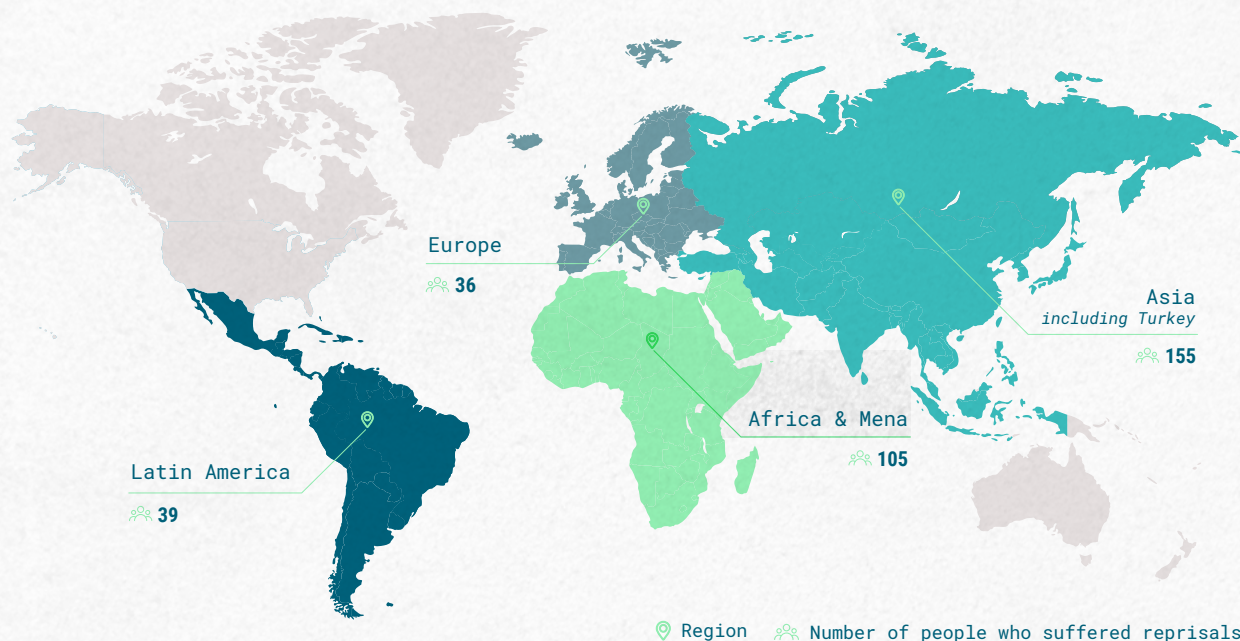 Europe
36
Asia
including Turkey
155
Africa & Mena
105
Latin America
39
Region
Number of people who suffered reprisals